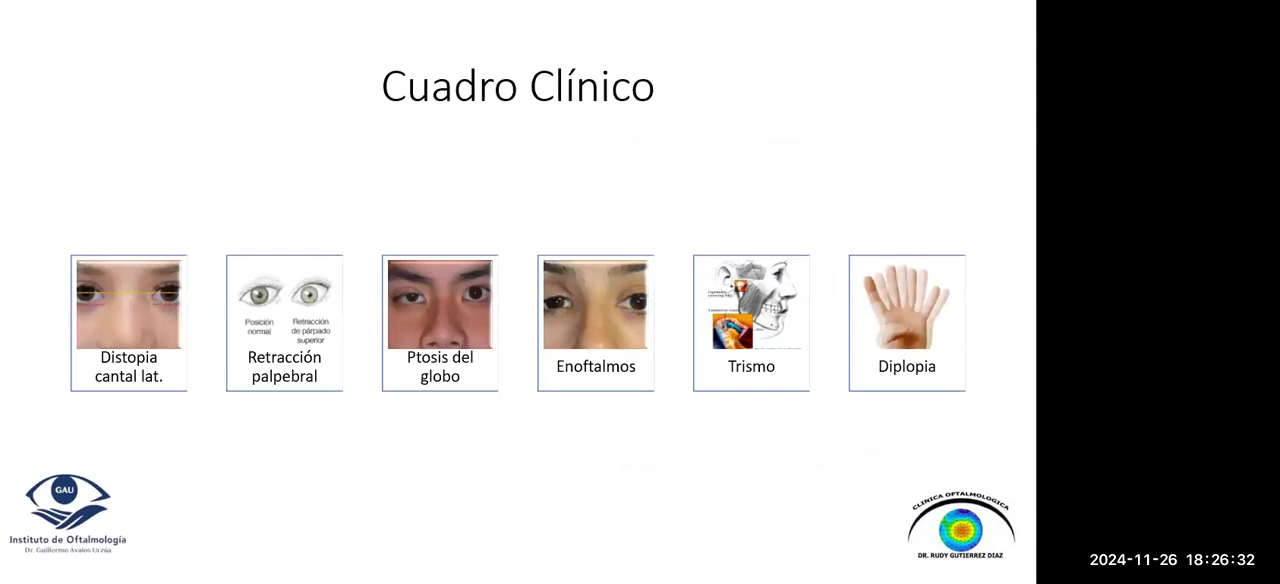 Cuadro Clínico
Distopia
cantal lat.
Posición
normal
Retracción
de párpado
superior
Retracción
palpebral
Ptosis del
globo
Enoftalmos
Trismo
Diplopia
GAU
Instituto de Oftalmología
Dr. Guillermo Avalos Urzúa
CLINICA OFTALMOLOGICA
DR. RUDY GUTIERREZ DIAZ
2024-11-26 18:26:32